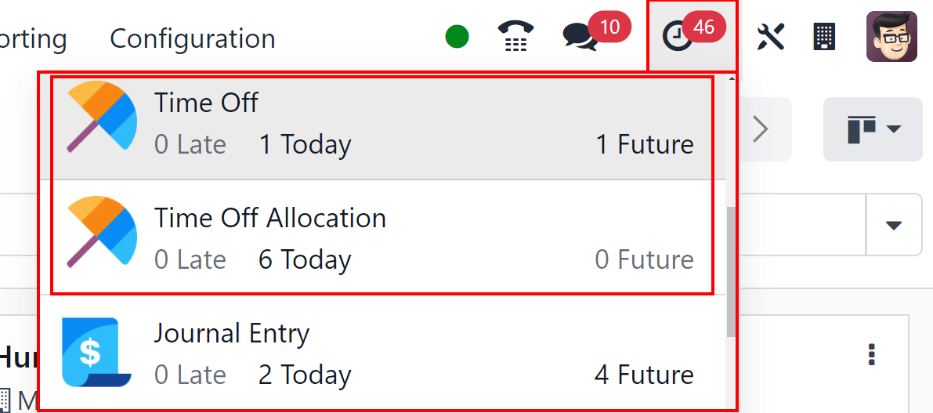 orting Configuration 10 46
Time Off
0 Late 1 Today 1 Future
Time Off Allocation
0 Late 6 Today 0 Future
Journal Entry
0 Late 2 Today 4 Future
Hur
M